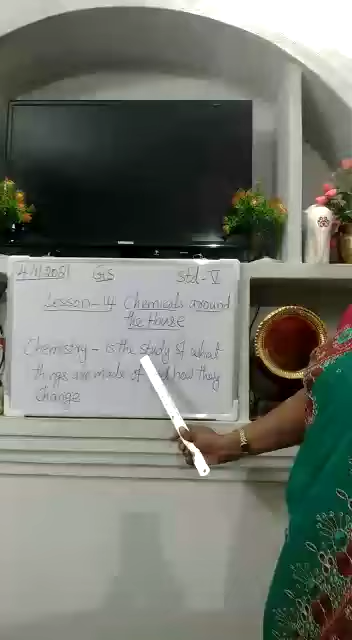 4/1/2021 GS Std-V
Lesson-14 Chemicals around
the House
Chemistry - is the study of what
things are made of and how they
Change